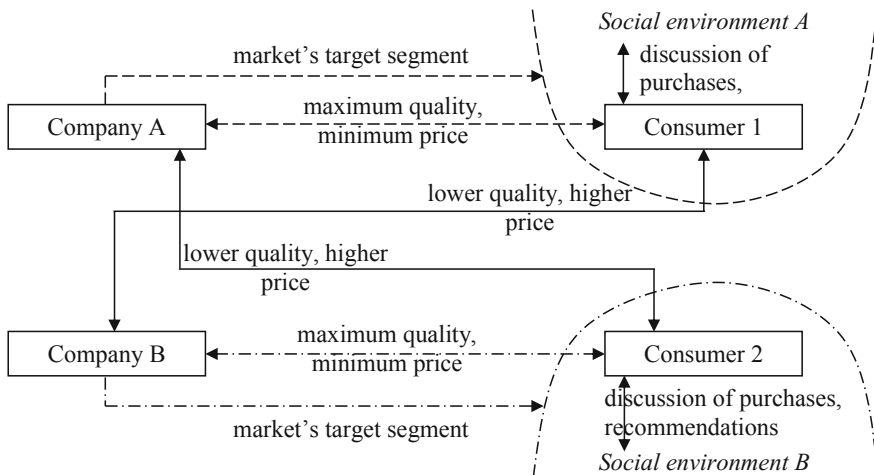 Social environment A
market’s target segment
discussion of
purchases,
maximum quality,
Company A
Consumer 1
minimum price
lower quality, higher
price
lower quality, higher
price
maximum quality,
Company B
Consumer 2
minimum price
discussion of purchases,
recommendations
market’s target segment
Social environment B